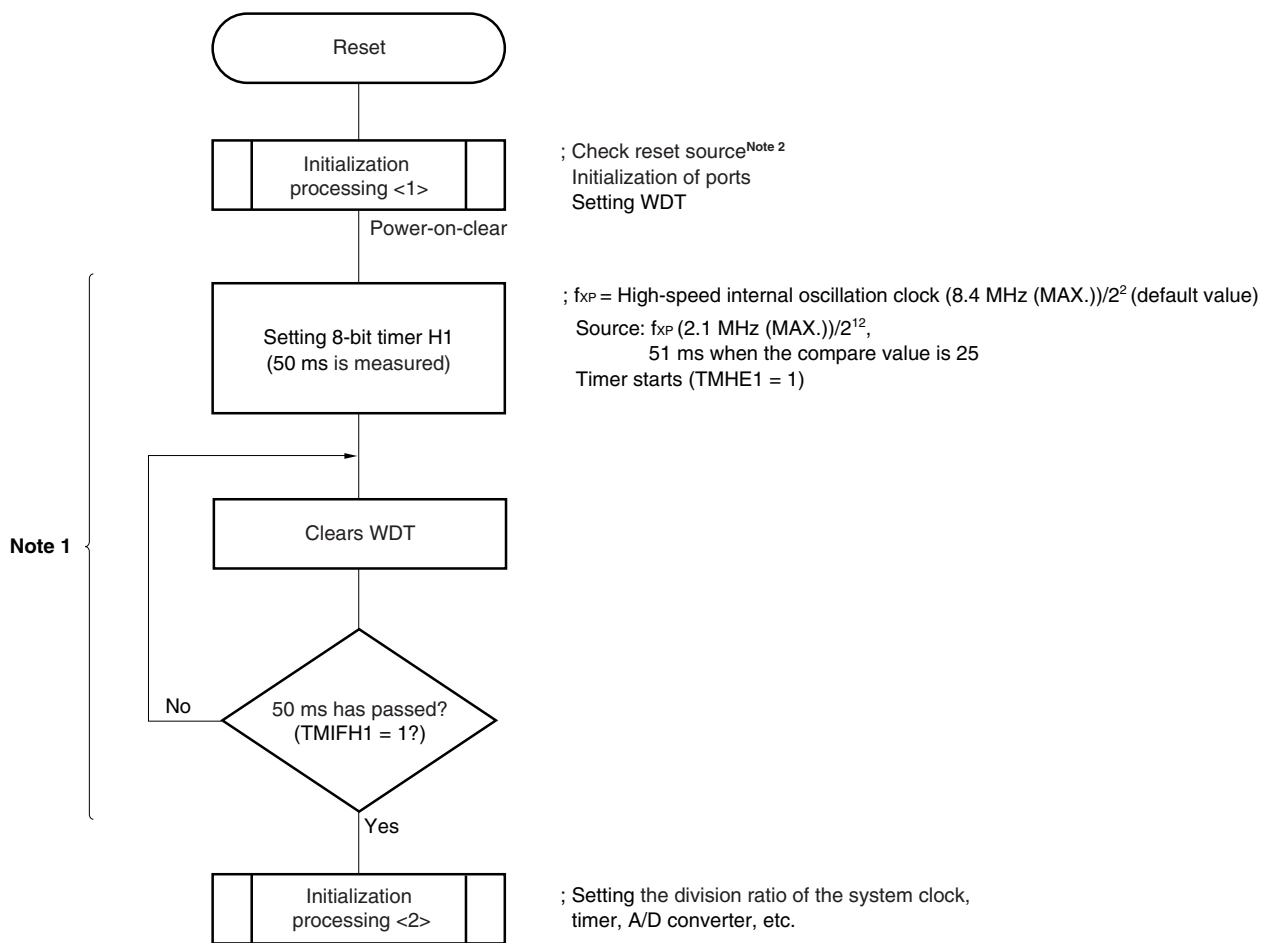 Reset
Initialization
processing <1>
; Check reset source Note 2
Initialization of ports
Setting WDT
Power-on-clear
Setting 8-bit timer H1
(50 ms is measured)
; fXP = High-speed internal oscillation clock (8.4 MHz (MAX.))/2² (default value)
Source: fXP (2.1 MHz (MAX.))/2¹²,
51 ms when the compare value is 25
Timer starts (TMHE1 = 1)
Note 1
Clears WDT
No
50 ms has passed?
(TMIFH1 = 1?)
Yes
Initialization
processing <2>
; Setting the division ratio of the system clock,
timer, A/D converter, etc.